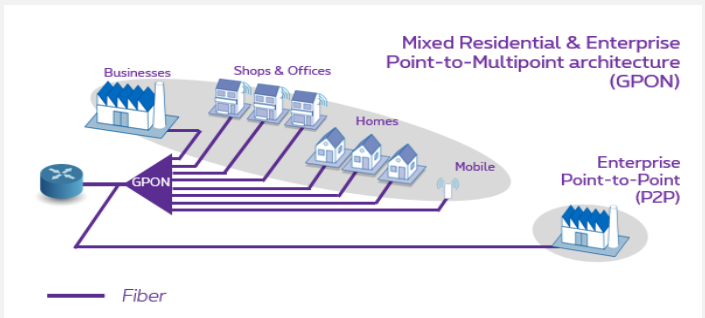 Mixed Residential & Enterprise
Point-to-Multipoint architecture
(GPON)
Businesses
Shops & Offices
Homes
Mobile
GPON
Enterprise
Point-to-Point
(P2P)
Fiber